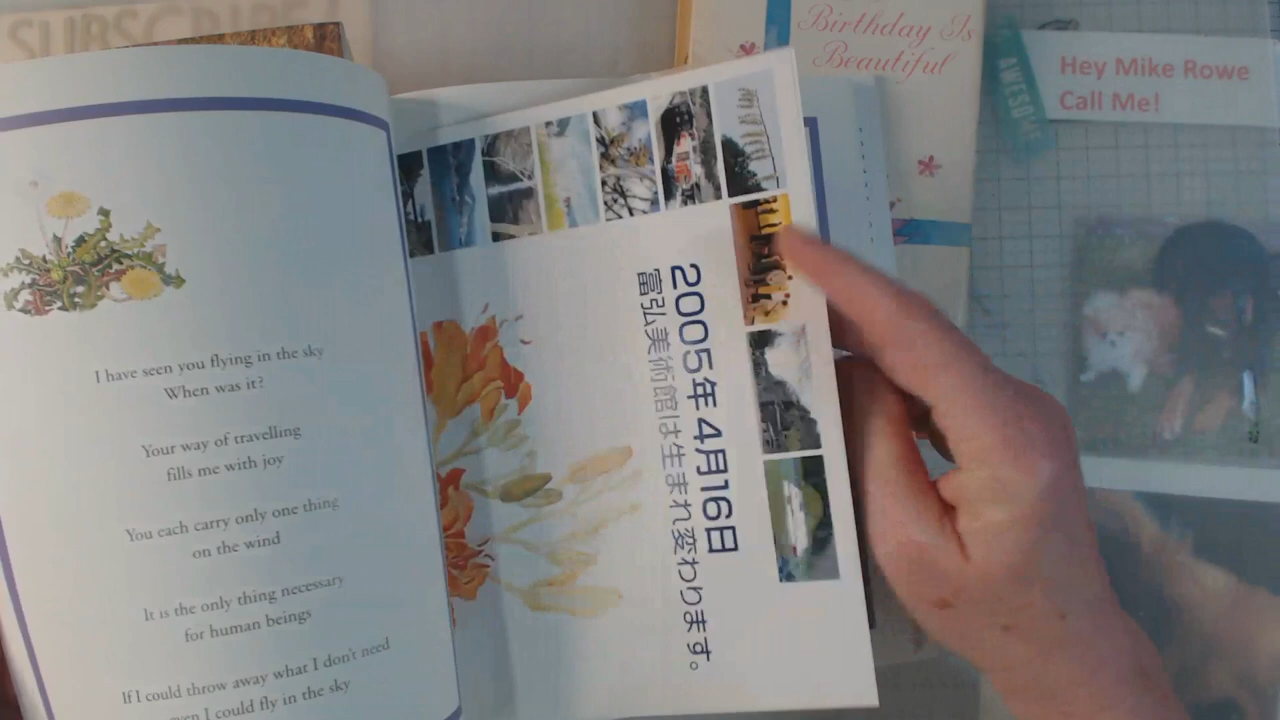 SUBSCRIBE!
Birthday Is
Beautiful
AWESOME
Hey Mike Rowe
Call Me!
I have seen you flying in the sky
When was it?
Your way of travelling
fills me with joy
You each carry only one thing
on the wind
It is the only thing necessary
for human beings
If I could throw away what I don't need
even I could fly in the sky
2005年4月16日
富弘美術館は生まれ変わります。